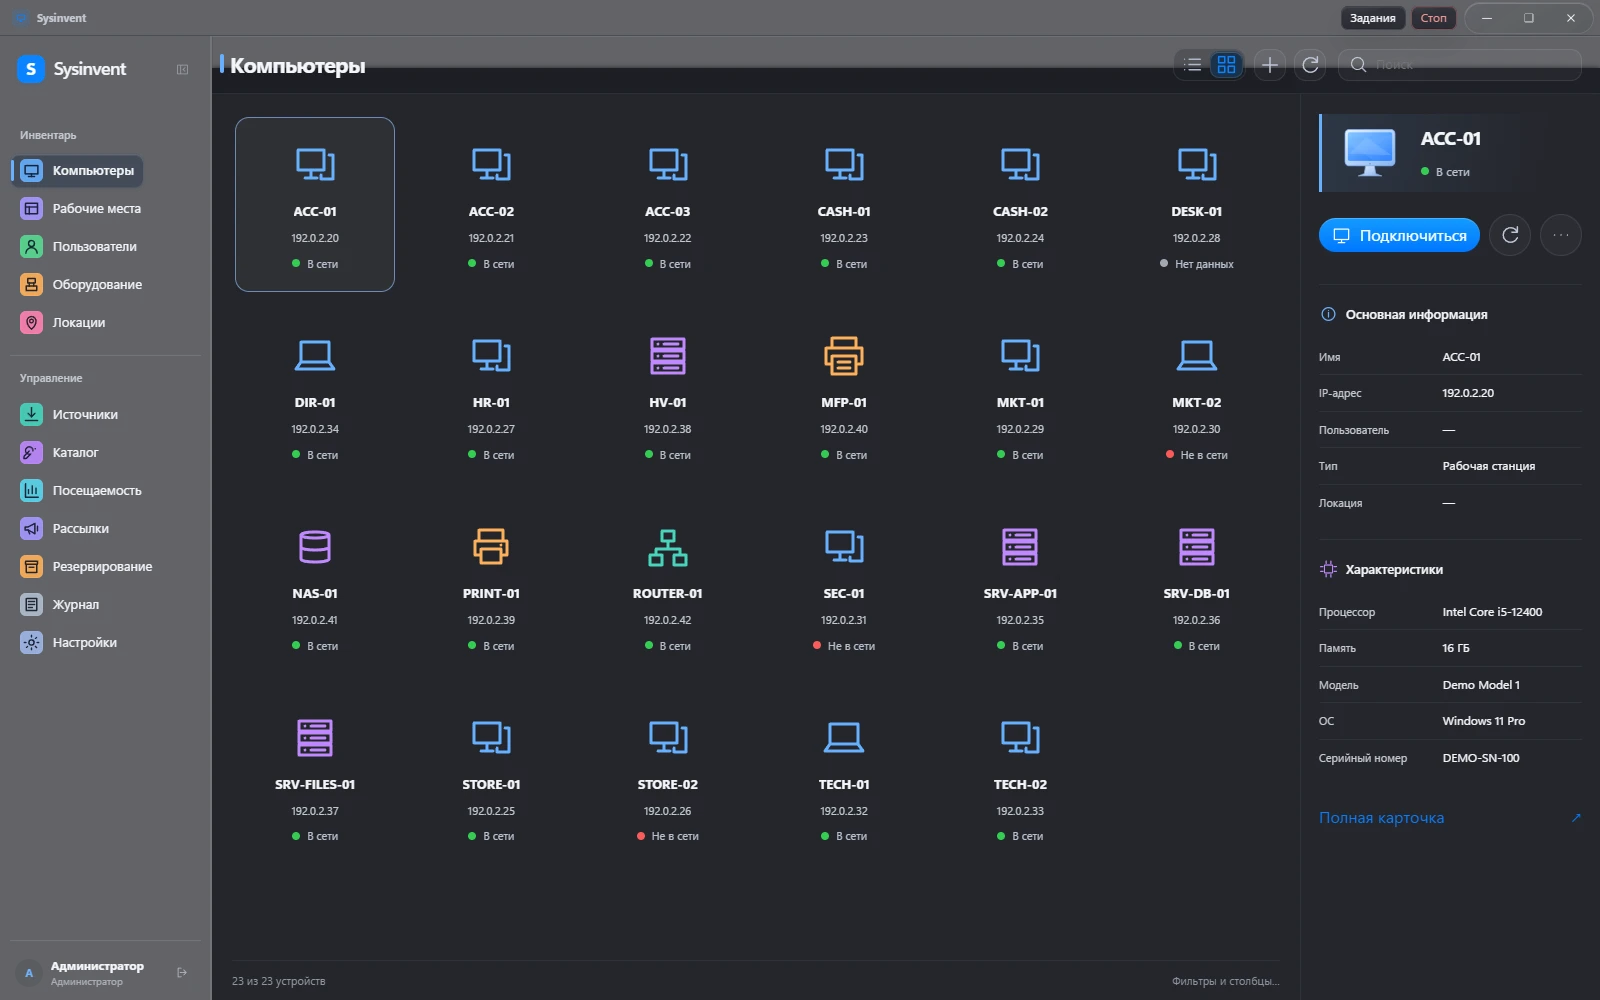 Sysinvent
Задания
Стоп
S Sysinvent
Компьютеры
Поиск
Инвентарь
Компьютеры
Рабочие места
Пользователи
Оборудование
Локации
Управление
Источники
Каталог
Посещаемость
Рассылки
Резервирование
Журнал
Настройки
A
Администратор
Администратор
ACC-01
192.0.2.20
В сети
ACC-02
192.0.2.21
В сети
ACC-03
192.0.2.22
В сети
CASH-01
192.0.2.23
В сети
CASH-02
192.0.2.24
В сети
DESK-01
192.0.2.28
Нет данных
DIR-01
192.0.2.34
В сети
HR-01
192.0.2.27
В сети
HV-01
192.0.2.38
В сети
MFP-01
192.0.2.40
В сети
MKT-01
192.0.2.29
В сети
MKT-02
192.0.2.30
Не в сети
NAS-01
192.0.2.41
В сети
PRINT-01
192.0.2.39
В сети
ROUTER-01
192.0.2.42
В сети
SEC-01
192.0.2.31
Не в сети
SRV-APP-01
192.0.2.35
В сети
SRV-DB-01
192.0.2.36
В сети
SRV-FILES-01
192.0.2.37
В сети
STORE-01
192.0.2.25
В сети
STORE-02
192.0.2.26
Не в сети
TECH-01
192.0.2.32
В сети
TECH-02
192.0.2.33
В сети
23 из 23 устройств
Фильтры и столбцы...
ACC-01
В сети
Подключиться
Основная информация
Имя ACC-01
IP-адрес 192.0.2.20
Пользователь —
Тип Рабочая станция
Локация —
Характеристики
Процессор Intel Core i5-12400
Память 16 ГБ
Модель Demo Model 1
ОС Windows 11 Pro
Серийный номер DEMO-SN-100
Полная карточка